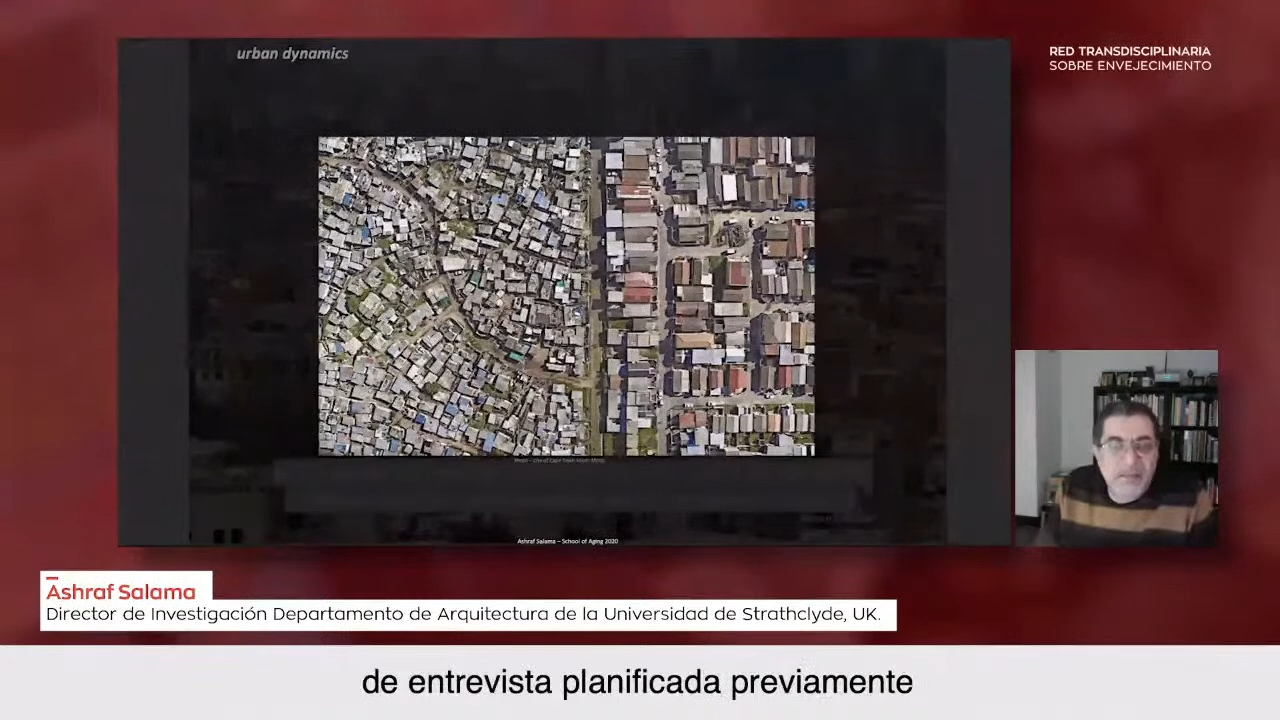 urban dynamics
RED TRANSDISCIPLINARIA
SOBRE ENVEJECIMIENTO
Ashraf Salama – School of Aging 2020
Ashraf Salama
Director de Investigación Departamento de Arquitectura de la Universidad de Strathclyde, UK.
de entrevista planificada previamente